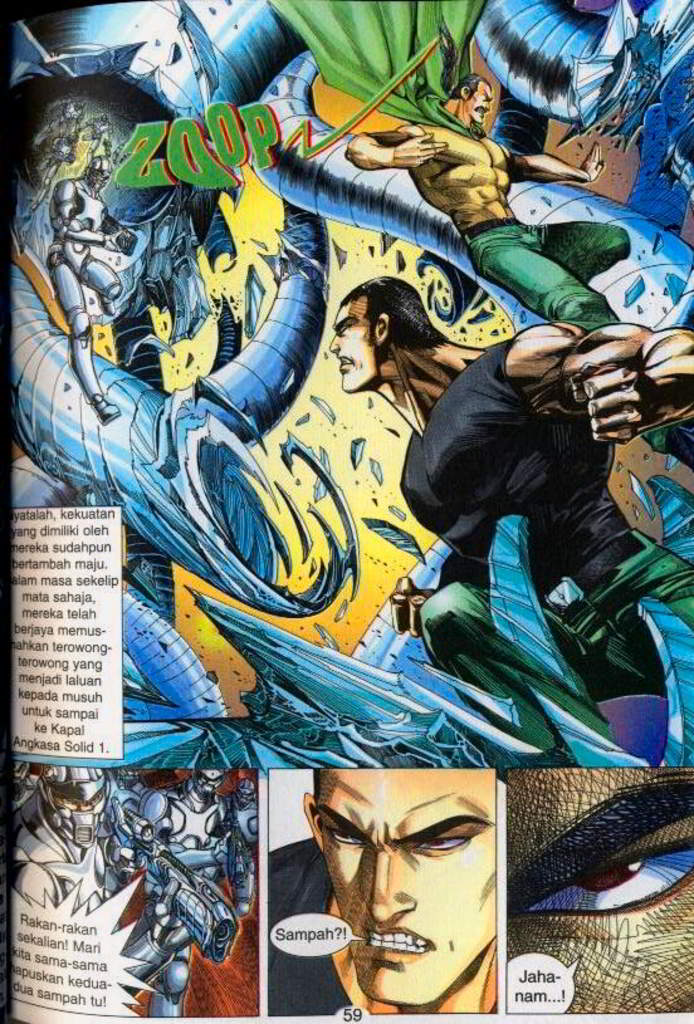 ZOOP
yatalah, kekuatan
yang dimiliki oleh
mereka sudahpun
bertambah maju.
alam masa sekelip
mata sahaja,
mereka telah
berjaya memus-
nahkan terowong-
terowong yang
menjadi laluan
kepada musuh
untuk sampai
ke Kapal
Angkasa Solid 1.
Rakan-rakan
sekalian! Mari
kita sama-sama
hapuskan kedua-
dua sampah tu!
Sampah?!
Jaha-
nam...!
59